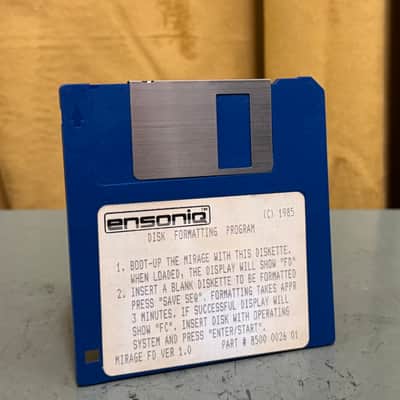 ensoniq™ (C) 1985
DISK FORMATTING PROGRAM
1. BOOT-UP THE MIRAGE WITH THIS DISKETTE.
WHEN LOADED, THE DISPLAY WILL SHOW "FD"
2. INSERT A BLANK DISKETTE TO BE FORMATTED
PRESS "SAVE SEQ". FORMATTING TAKES APPR
3 MINUTES. IF SUCCESSFUL DISPLAY WILL
SHOW "FC". INSERT DISK WITH OPERATING
SYSTEM AND PRESS "ENTER/START".
PART # 8500 0026 01
MIRAGE FD VER 1.0